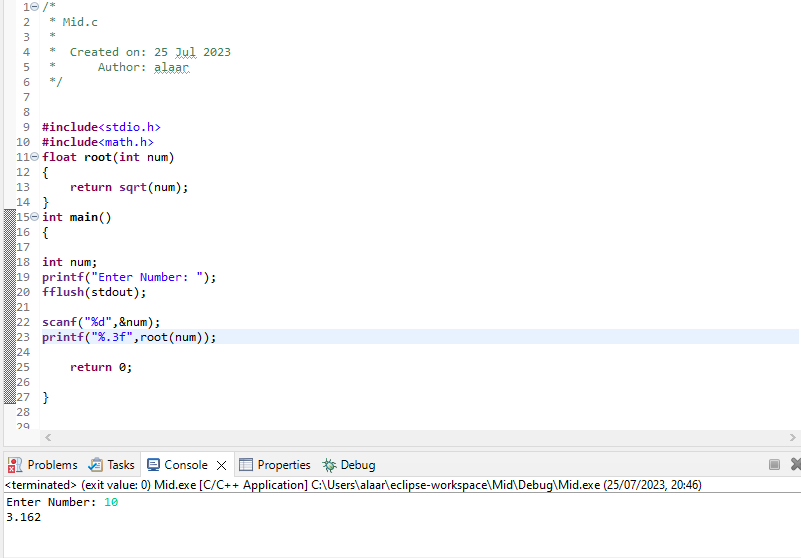 1 /*
2  * Mid.c
3  *
4  *  Created on: 25 Jul 2023
5  *      Author: alaar
6  */
7
8
9 #include<stdio.h>
10 #include<math.h>
11 float root(int num)
12 {
13     return sqrt(num);
14 }
15 int main()
16 {
17
18 int num;
19 printf("Enter Number: ");
20 fflush(stdout);
21
22 scanf("%d",&num);
23 printf("%.3f",root(num));
24
25     return 0;
26
27 }
28
29
Problems Tasks Console Properties Debug
<terminated> (exit value: 0) Mid.exe [C/C++ Application] C:\Users\alaar\eclipse-workspace\Mid\Debug\Mid.exe (25/07/2023, 20:46)
Enter Number: 10
3.162